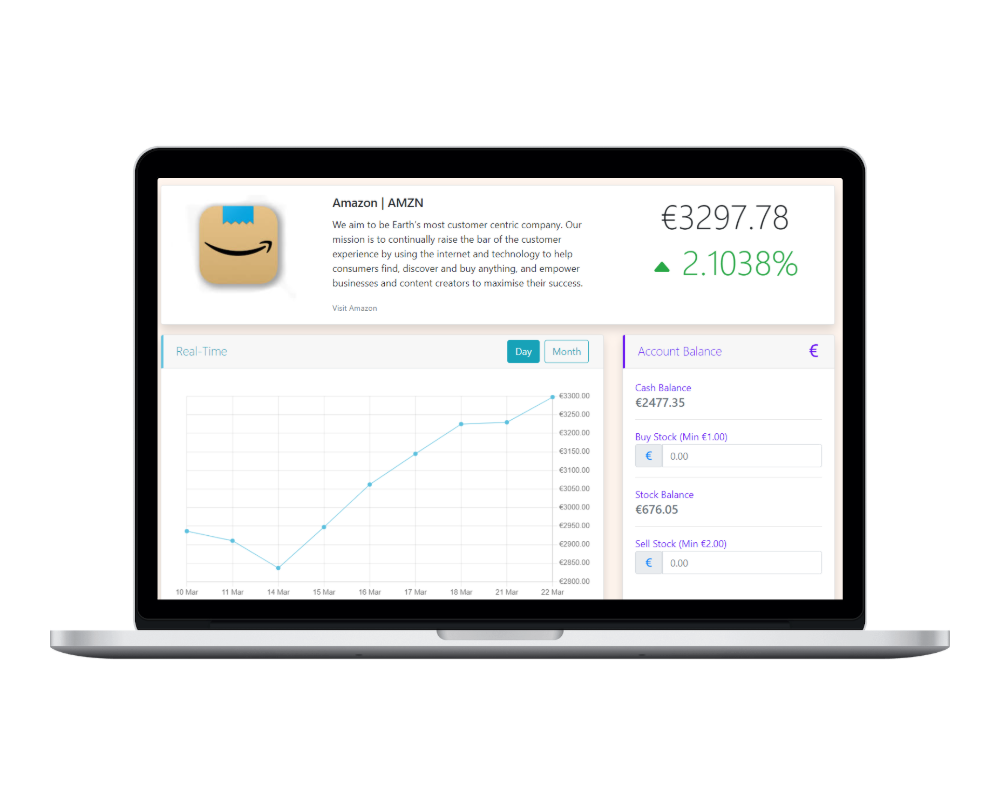 Amazon | AMZN
We aim to be Earth's most customer centric company. Our
mission is to continually raise the bar of the customer
experience by using the internet and technology to help
consumers find, discover and buy anything, and empower
businesses and content creators to maximise their success.
Visit Amazon
€3297.78
2.1038%
Real-Time
Day
Month
€3300.00
€3250.00
€3200.00
€3150.00
€3100.00
€3050.00
€3000.00
€2950.00
€2900.00
€2850.00
€2800.00
10 Mar
11 Mar
14 Mar
15 Mar
16 Mar
17 Mar
18 Mar
21 Mar
22 Mar
Account Balance
€
Cash Balance
€2477.35
Buy Stock (Min €1.00)
€ 0.00
Stock Balance
€676.05
Sell Stock (Min €2.00)
€ 0.00